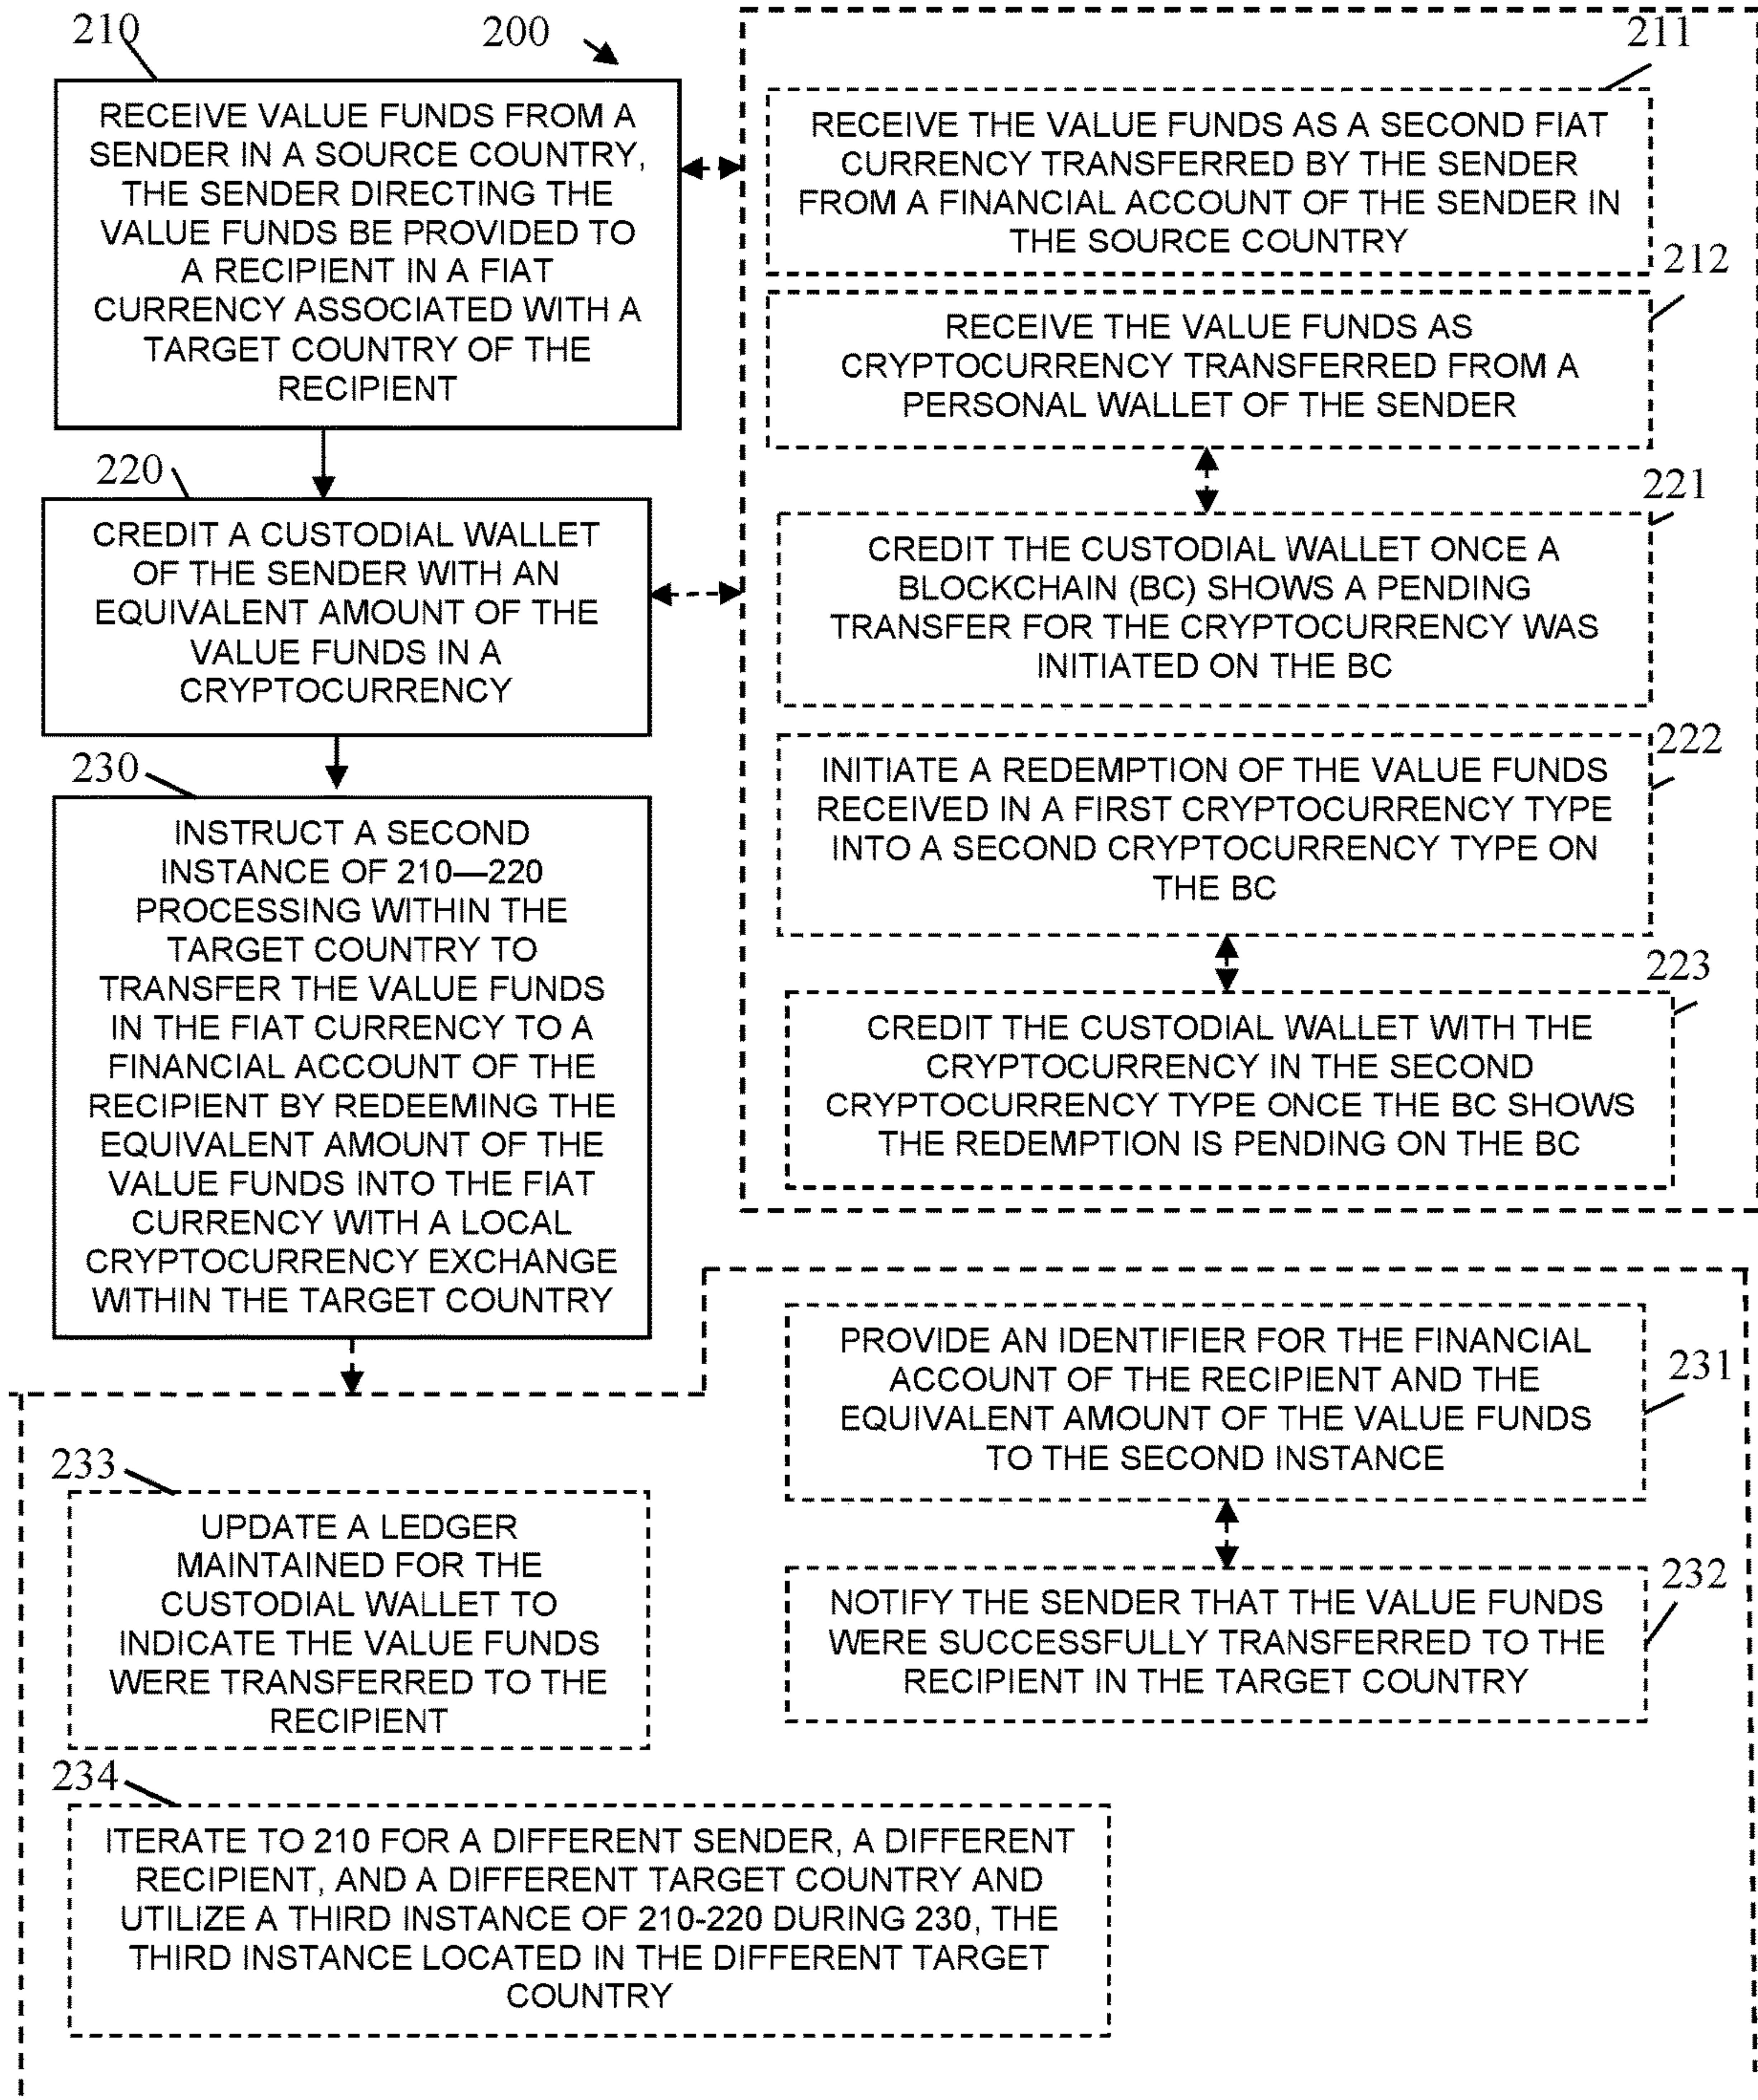 200
210
RECEIVE VALUE FUNDS FROM A
SENDER IN A SOURCE COUNTRY,
THE SENDER DIRECTING THE
VALUE FUNDS BE PROVIDED TO
A RECIPIENT IN A FIAT
CURRENCY ASSOCIATED WITH A
TARGET COUNTRY OF THE
RECIPIENT
220
CREDIT A CUSTODIAL WALLET
OF THE SENDER WITH AN
EQUIVALENT AMOUNT OF THE
VALUE FUNDS IN A
CRYPTOCURRENCY
230
INSTRUCT A SECOND
INSTANCE OF 210—220
PROCESSING WITHIN THE
TARGET COUNTRY TO
TRANSFER THE VALUE FUNDS
IN THE FIAT CURRENCY TO A
FINANCIAL ACCOUNT OF THE
RECIPIENT BY REDEEMING THE
EQUIVALENT AMOUNT OF THE
VALUE FUNDS INTO THE FIAT
CURRENCY WITH A LOCAL
CRYPTOCURRENCY EXCHANGE
WITHIN THE TARGET COUNTRY
211
RECEIVE THE VALUE FUNDS AS A SECOND FIAT
CURRENCY TRANSFERRED BY THE SENDER
FROM A FINANCIAL ACCOUNT OF THE SENDER IN
THE SOURCE COUNTRY
212
RECEIVE THE VALUE FUNDS AS
CRYPTOCURRENCY TRANSFERRED FROM A
PERSONAL WALLET OF THE SENDER
221
CREDIT THE CUSTODIAL WALLET ONCE A
BLOCKCHAIN (BC) SHOWS A PENDING
TRANSFER FOR THE CRYPTOCURRENCY WAS
INITIATED ON THE BC
222
INITIATE A REDEMPTION OF THE VALUE FUNDS
RECEIVED IN A FIRST CRYPTOCURRENCY TYPE
INTO A SECOND CRYPTOCURRENCY TYPE ON
THE BC
223
CREDIT THE CUSTODIAL WALLET WITH THE
CRYPTOCURRENCY IN THE SECOND
CRYPTOCURRENCY TYPE ONCE THE BC SHOWS
THE REDEMPTION IS PENDING ON THE BC
231
PROVIDE AN IDENTIFIER FOR THE FINANCIAL
ACCOUNT OF THE RECIPIENT AND THE
EQUIVALENT AMOUNT OF THE VALUE FUNDS
TO THE SECOND INSTANCE
232
NOTIFY THE SENDER THAT THE VALUE FUNDS
WERE SUCCESSFULLY TRANSFERRED TO THE
RECIPIENT IN THE TARGET COUNTRY
233
UPDATE A LEDGER
MAINTAINED FOR THE
CUSTODIAL WALLET TO
INDICATE THE VALUE FUNDS
WERE TRANSFERRED TO THE
RECIPIENT
234
ITERATE TO 210 FOR A DIFFERENT SENDER, A DIFFERENT
RECIPIENT, AND A DIFFERENT TARGET COUNTRY AND
UTILIZE A THIRD INSTANCE OF 210-220 DURING 230, THE
THIRD INSTANCE LOCATED IN THE DIFFERENT TARGET
COUNTRY